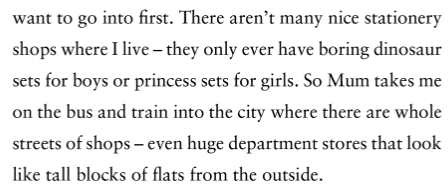 want to go into first. There aren’t many nice stationery
shops where I live – they only ever have boring dinosaur
sets for boys or princess sets for girls. So Mum takes me
on the bus and train into the city where there are whole
streets of shops – even huge department stores that look
like tall blocks of flats from the outside.